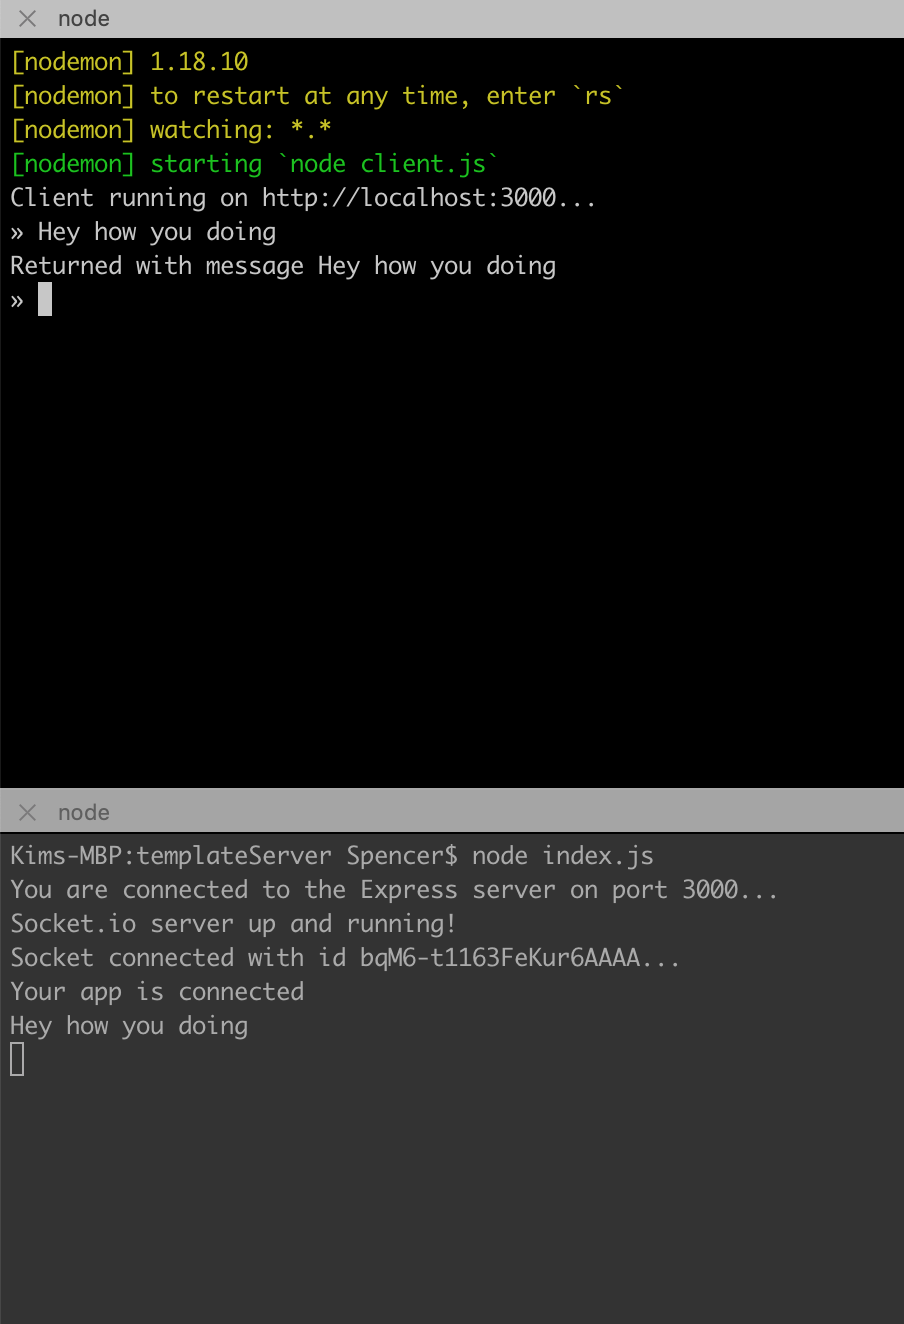 node
[nodemon] 1.18.10
[nodemon] to restart at any time, enter `rs`
[nodemon] watching: *.*
[nodemon] starting `node client.js`
Client running on http://localhost:3000...
» Hey how you doing
Returned with message Hey how you doing
»
node
Kims-MBP:templateServer Spencer$ node index.js
You are connected to the Express server on port 3000...
Socket.io server up and running!
Socket connected with id bqM6-t1163FeKur6AAAA...
Your app is connected
Hey how you doing